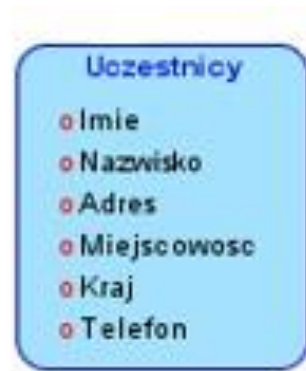 Uczestnicy
o Imie
o Nazwisko
o Adres
o Miejscowosc
o Kraj
o Telefon